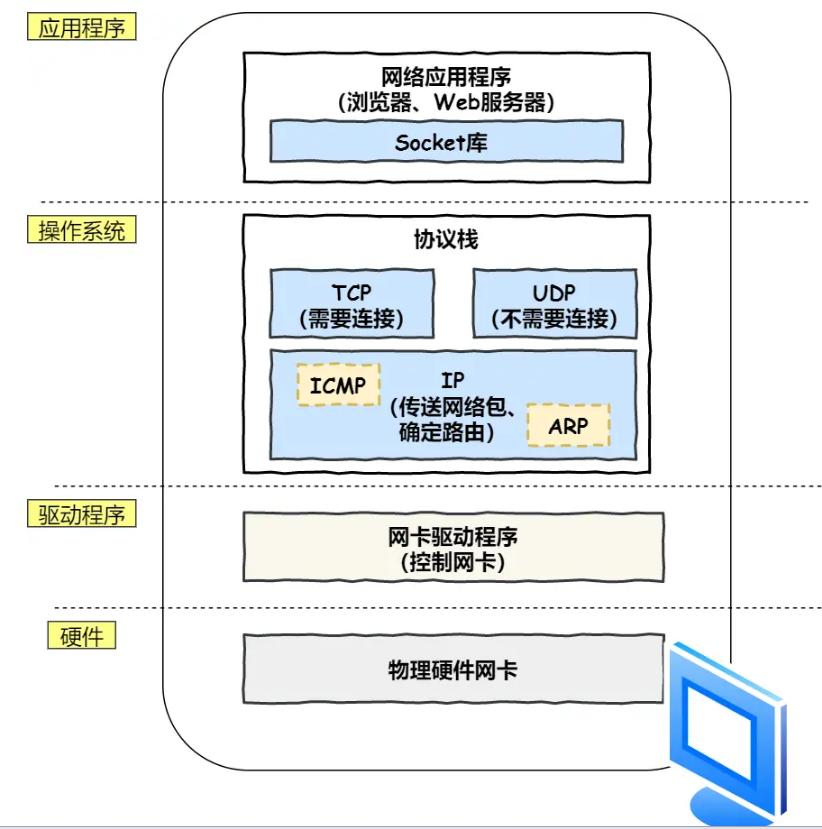 应用程序
网络应用程序
(浏览器、Web服务器)
Socket库
操作系统
协议栈
TCP
(需要连接)
UDP
(不需要连接)
ICMP
IP
(传送网络包、
确定路由)
ARP
驱动程序
网卡驱动程序
(控制网卡)
硬件
物理硬件网卡